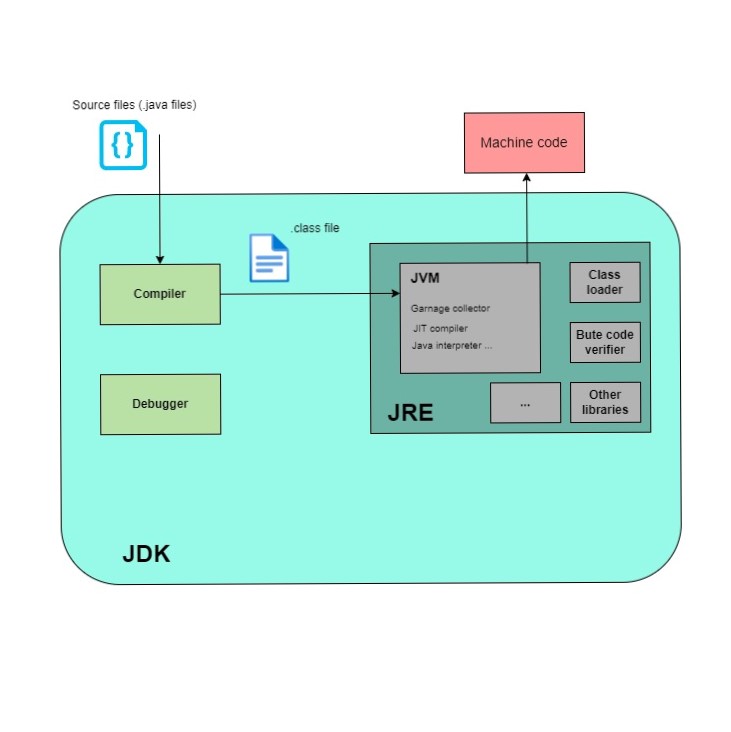 Source files (.java files)
{}
Machine code
.class file
Compiler
JVM
Garnage collector
JIT compiler
Java interpreter ...
Class
loader
Bute code
verifier
Debugger
JRE
...
Other
libraries
JDK